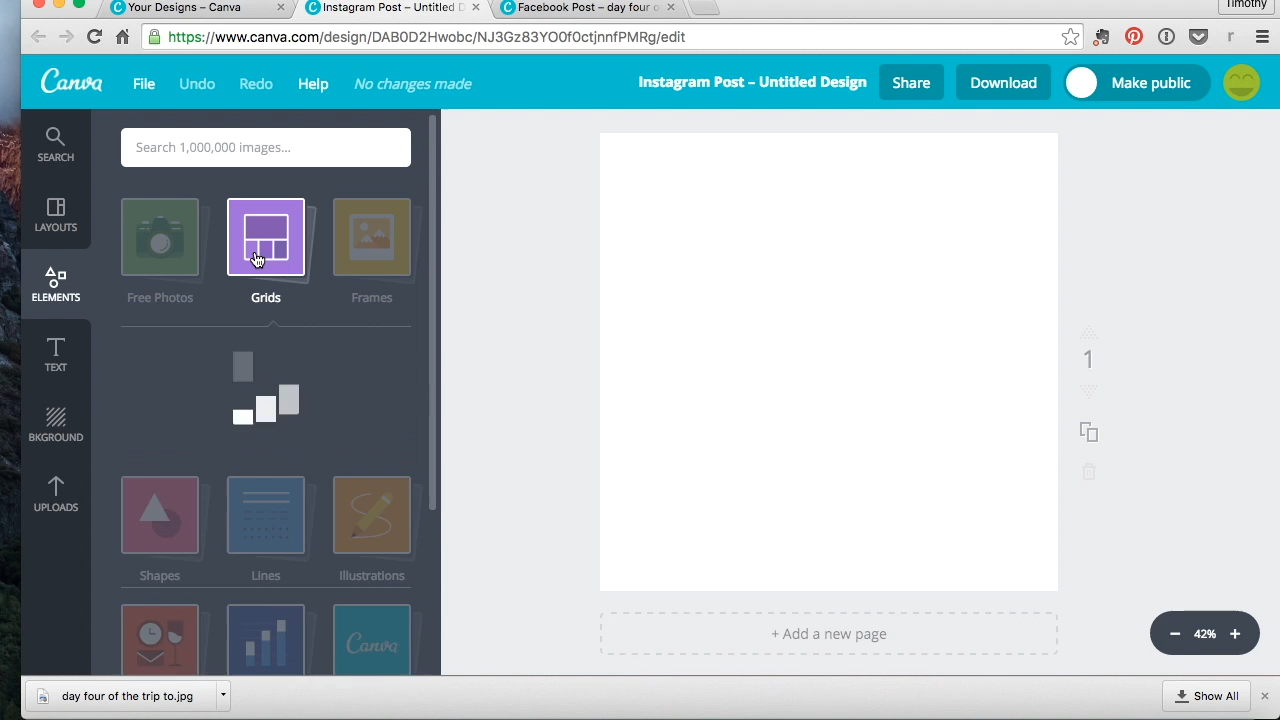 Your Designs – Canva
Instagram Post – Untitled D
Facebook Post – day four o
Timothy
https://www.canva.com/design/DAB0D2Hwobc/NJ3Gz83YO0f0ctjnnfPMRg/edit
Canva
File
Undo
Redo
Help
No changes made
Instagram Post – Untitled Design
Share
Download
Make public
SEARCH
LAYOUTS
ELEMENTS
TEXT
BKGROUND
UPLOADS
Search 1,000,000 images...
Free Photos
Grids
Frames
Shapes
Lines
Illustrations
Canva
1
+ Add a new page
42%
day four of the trip to.jpg
Show All